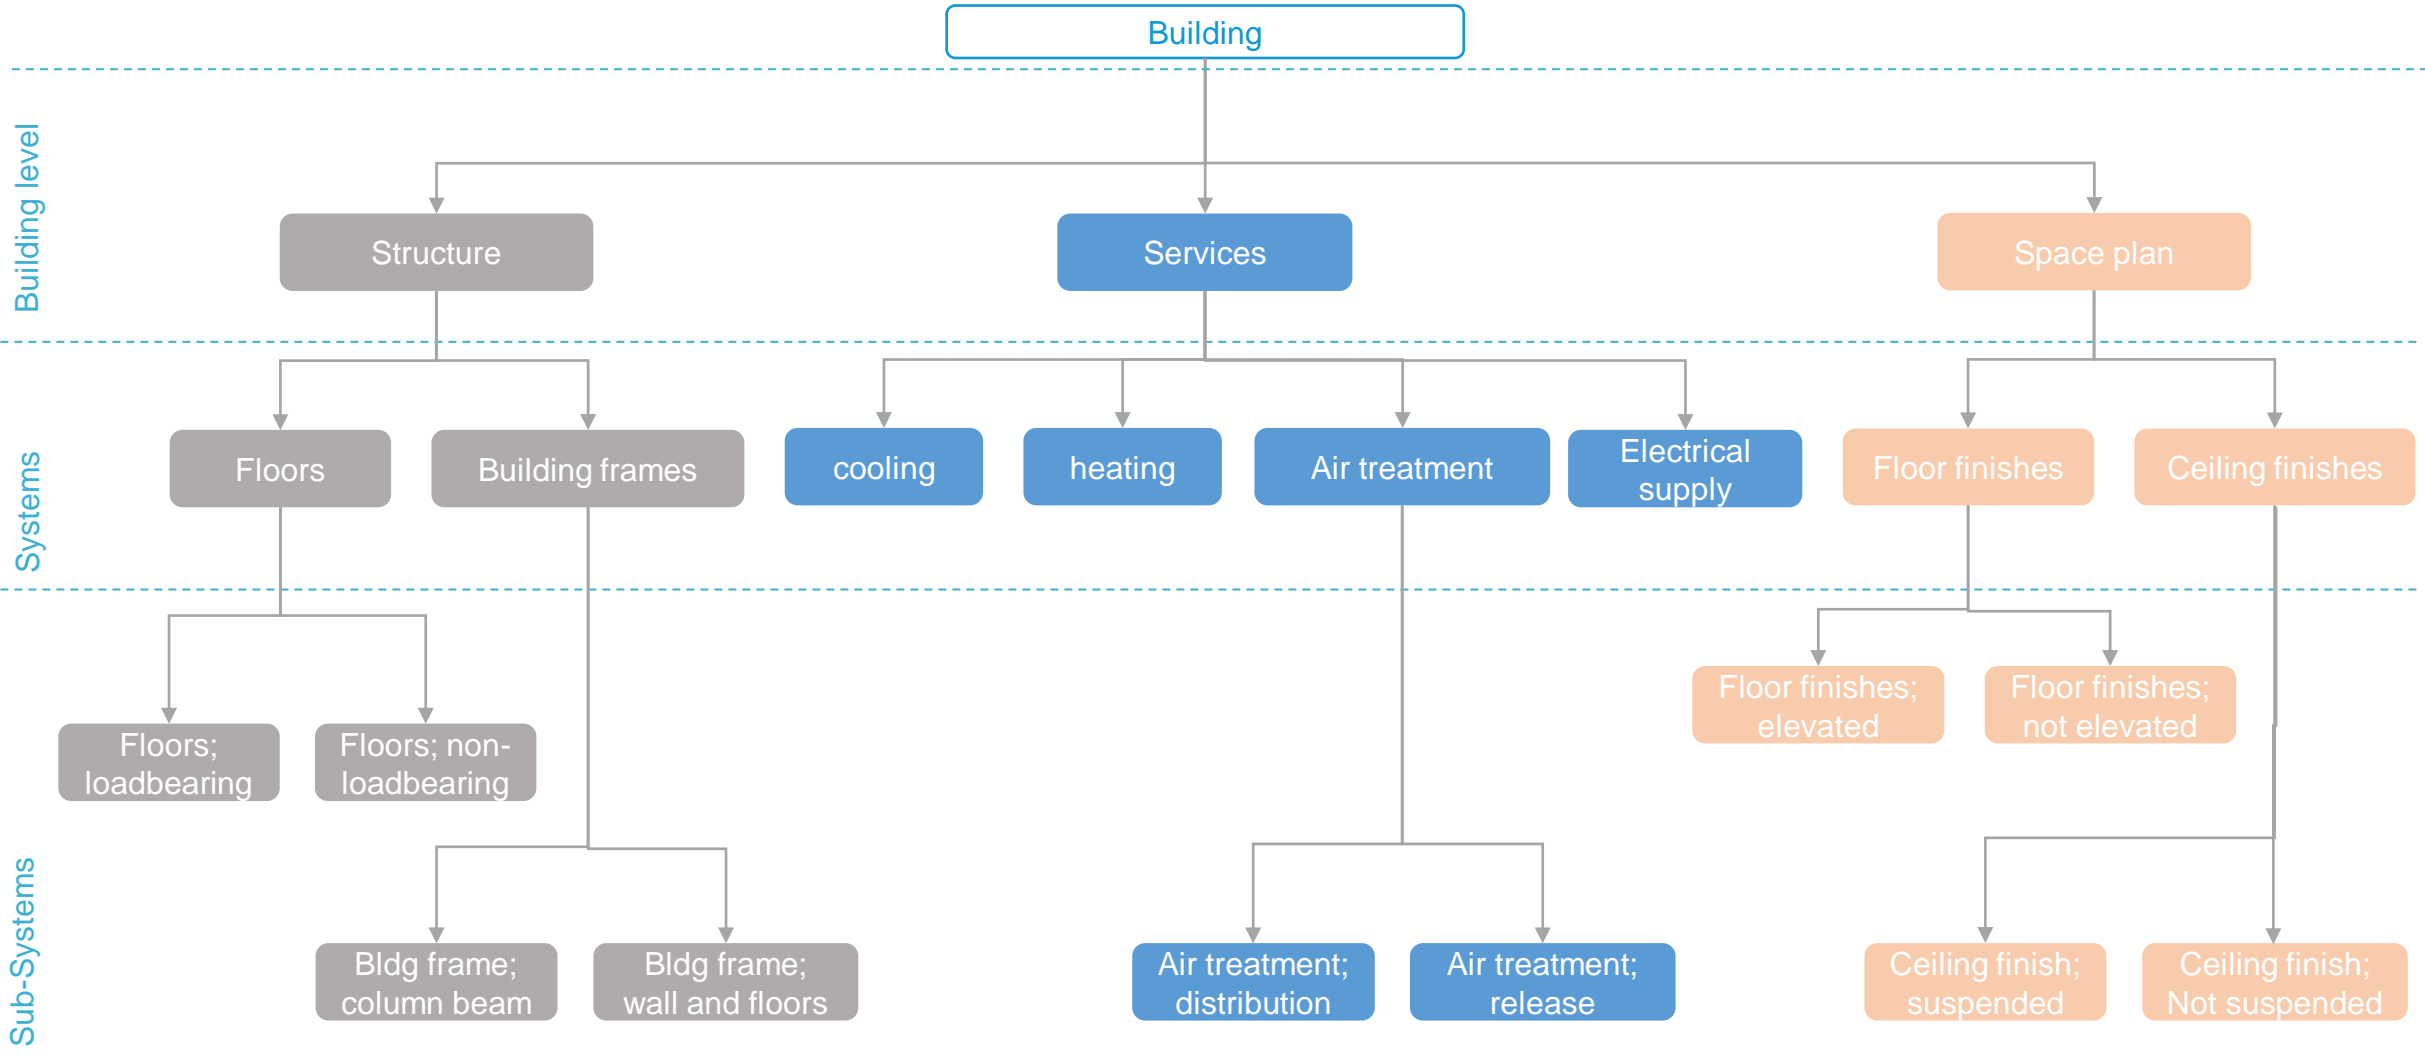 Building
Building level
Structure
Services
Space plan
Systems
Floors
Building frames
cooling
heating
Air treatment
Electrical
supply
Floor finishes
Ceiling finishes
Sub-Systems
Floors;
loadbearing
Floors; non-
loadbearing
Floor finishes;
elevated
Floor finishes;
not elevated
Bldg frame;
column beam
Bldg frame;
wall and floors
Air treatment;
distribution
Air treatment;
release
Ceiling finish;
suspended
Ceiling finish;
Not suspended